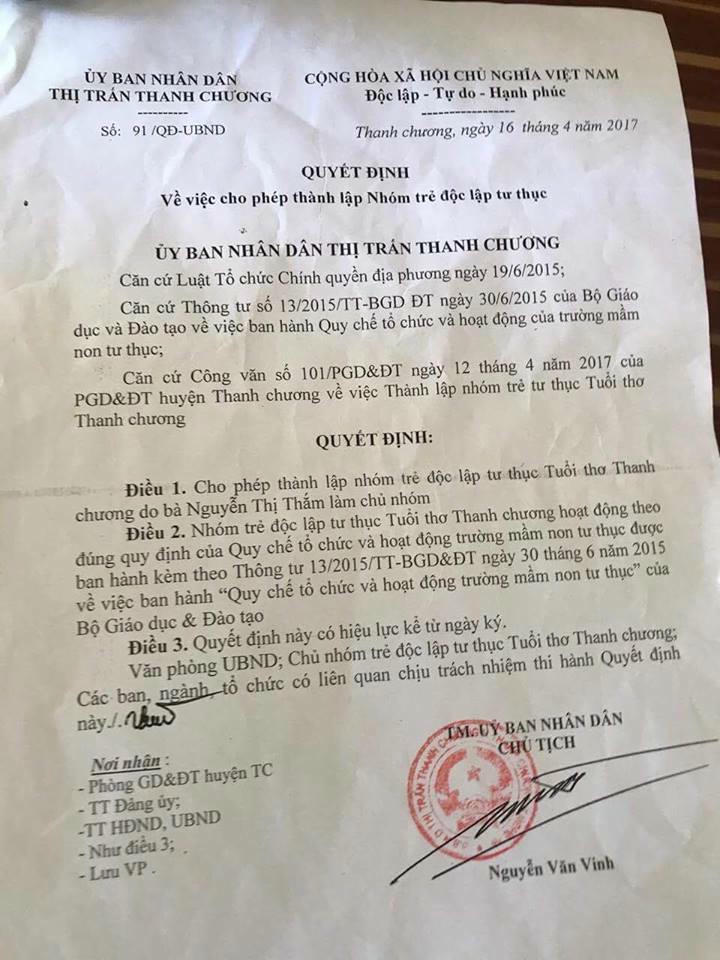 ỦY BAN NHÂN DÂN
THỊ TRẤN THANH CHƯƠNG
Số: 91 /QĐ-UBND
CỘNG HÒA XÃ HỘI CHỦ NGHĨA VIỆT NAM
Độc lập - Tự do - Hạnh phúc
Thanh chương, ngày 16 tháng 4 năm 2017
QUYẾT ĐỊNH
Về việc cho phép thành lập Nhóm trẻ độc lập tư thục
ỦY BAN NHÂN DÂN THỊ TRẤN THANH CHƯƠNG
Căn cứ Luật Tổ chức Chính quyền địa phương ngày 19/6/2015;
Căn cứ Thông tư số 13/2015/TT-BGD ĐT ngày 30/6/2015 của Bộ Giáo
dục và Đào tạo về việc ban hành Quy chế tổ chức và hoạt động của trường mầm
non tư thục;
Căn cứ Công văn số 101/PGD&ĐT ngày 12 tháng 4 năm 2017 của
PGD&ĐT huyện Thanh chương về việc Thành lập nhóm trẻ tư thục Tuổi thơ
Thanh chương
QUYẾT ĐỊNH:
Điều 1. Cho phép thành lập nhóm trẻ độc lập tư thục Tuổi thơ Thanh
chương do bà Nguyễn Thị Thắm làm chủ nhóm
Điều 2. Nhóm trẻ độc lập tư thục Tuổi thơ Thanh chương hoạt động theo
đúng quy định của Quy chế tổ chức và hoạt động trường mầm non tư thục được
ban hành kèm theo Thông tư 13/2015/TT-BGD&ĐT ngày 30 tháng 6 năm 2015
về việc ban hành “Quy chế tổ chức và hoạt động trường mầm non tư thục” của
Bộ Giáo dục & Đào tạo
Điều 3. Quyết định này có hiệu lực kể từ ngày ký.
Văn phòng UBND; Chủ nhóm trẻ độc lập tư thục Tuổi thơ Thanh chương;
Các ban, ngành, tổ chức có liên quan chịu trách nhiệm thi hành Quyết định
này./.
Nơi nhận :
- Phòng GD&ĐT huyện TC
- TT Đảng ủy;
-TT HĐND, UBND
- Như điều 3;
- Lưu VP .
TM. UỶ BAN NHÂN DÂN
CHỦ TỊCH
Nguyễn Văn Vinh